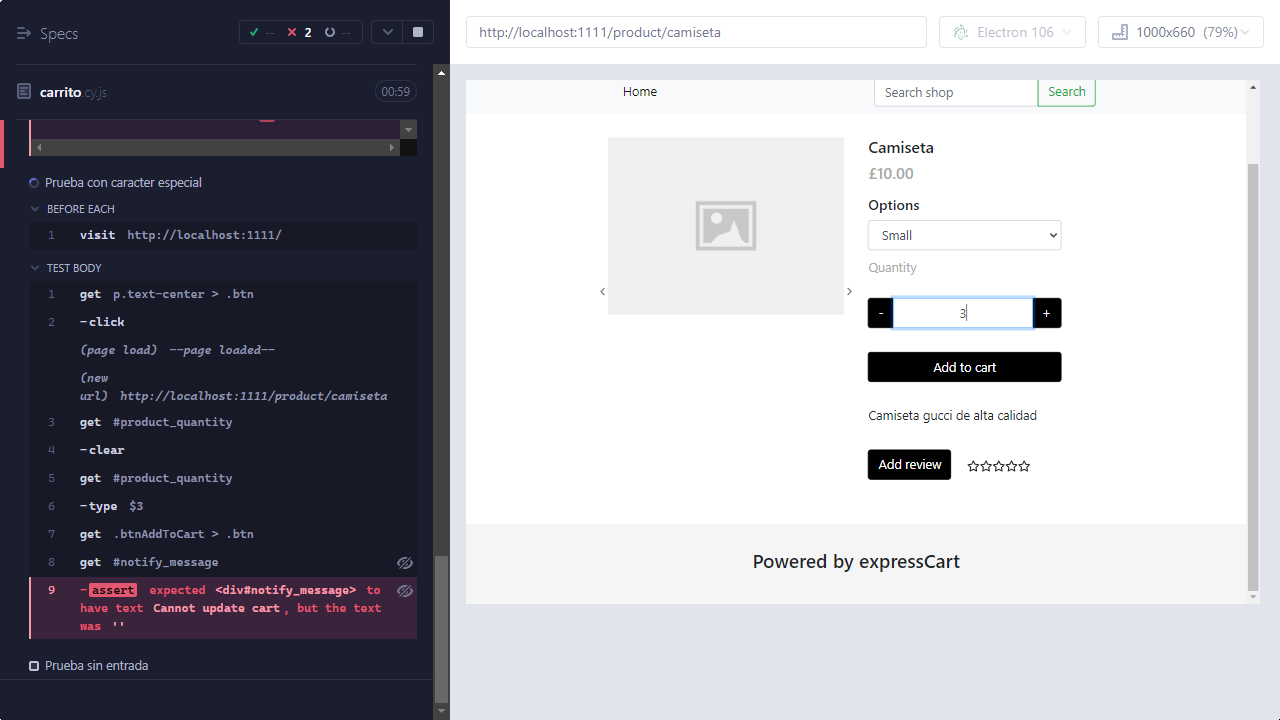 Specs
-- 2 --
http://localhost:1111/product/camiseta
Electron 106
1000x660 (79%)
carrito cy.js
00:59
Prueba con caracter especial
BEFORE EACH
1 visit http://localhost:1111/
TEST BODY
1 get p.text-center > .btn
2 -click
(page load) --page loaded--
(new
url) http://localhost:1111/product/camiseta
3 get #product_quantity
4 -clear
5 get #product_quantity
6 -type $3
7 get .btnAddToCart > .btn
8 get #notify_message
9 -assert expected <div#notify_message> to
have text Cannot update cart, but the text
was ''
Prueba sin entrada
Home
Search shop
Search
Camiseta
£10.00
Options
Small
Quantity
- 3 +
Add to cart
Camiseta gucci de alta calidad
Add review
Powered by expressCart